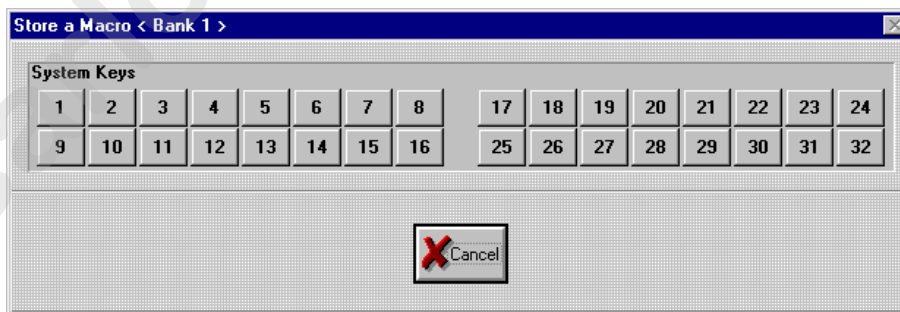 Store a Macro < Bank 1 >
System Keys
1 2 3 4 5 6 7 8 17 18 19 20 21 22 23 24
9 10 11 12 13 14 15 16 25 26 27 28 29 30 31 32
Cancel